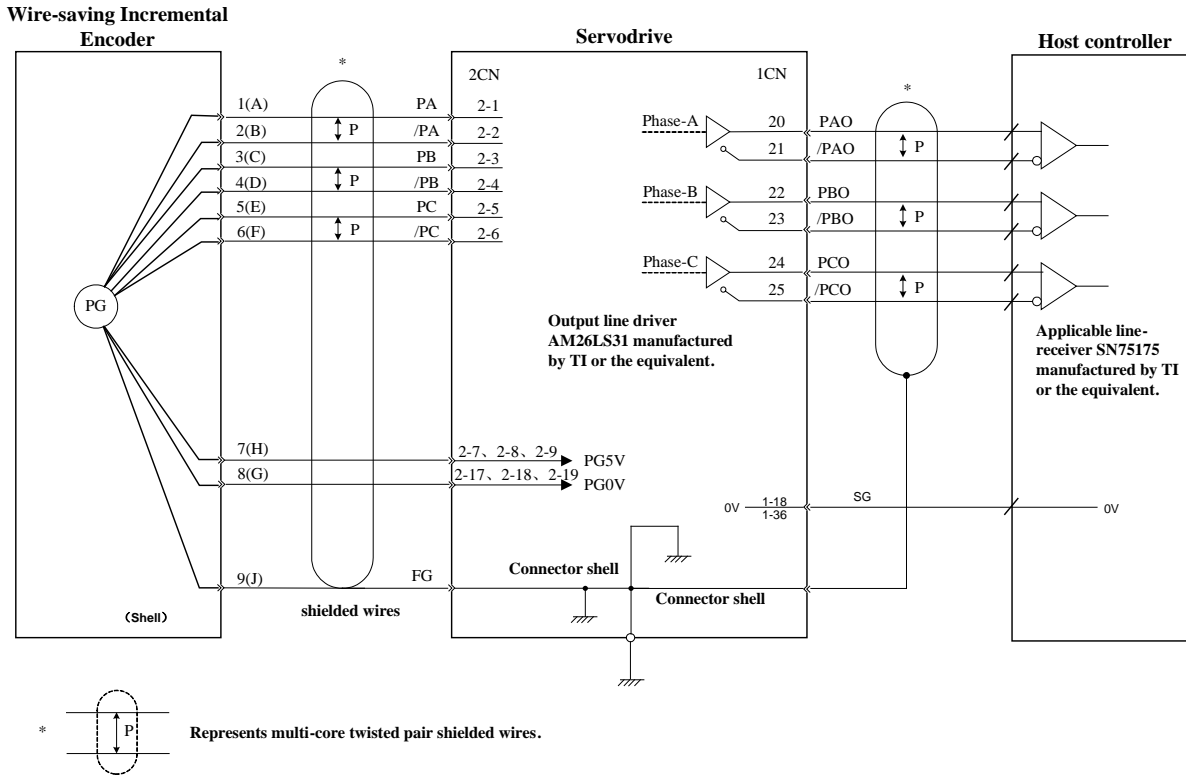 Wire-saving Incremental
Encoder
Servodrive
Host controller
*
*
2CN
1CN
1(A)
PA
2-1
2(B)
/PA
2-2
3(C)
PB
2-3
4(D)
/PB
2-4
5(E)
PC
2-5
6(F)
/PC
2-6
P
P
P
PG
Phase-A
20
PAO
21
/PAO
P
Phase-B
22
PBO
23
/PBO
P
Phase-C
24
PCO
25
/PCO
P
Output line driver
AM26LS31 manufactured
by TI or the equivalent.
Applicable line-
receiver SN75175
manufactured by TI
or the equivalent.
7(H)
2-7、2-8、2-9
PG5V
8(G)
2-17、2-18、2-19
PG0V
0V
1-18
1-36
SG
0V
9(J)
FG
Connector shell
Connector shell
(Shell)
shielded wires
*
P
Represents multi-core twisted pair shielded wires.